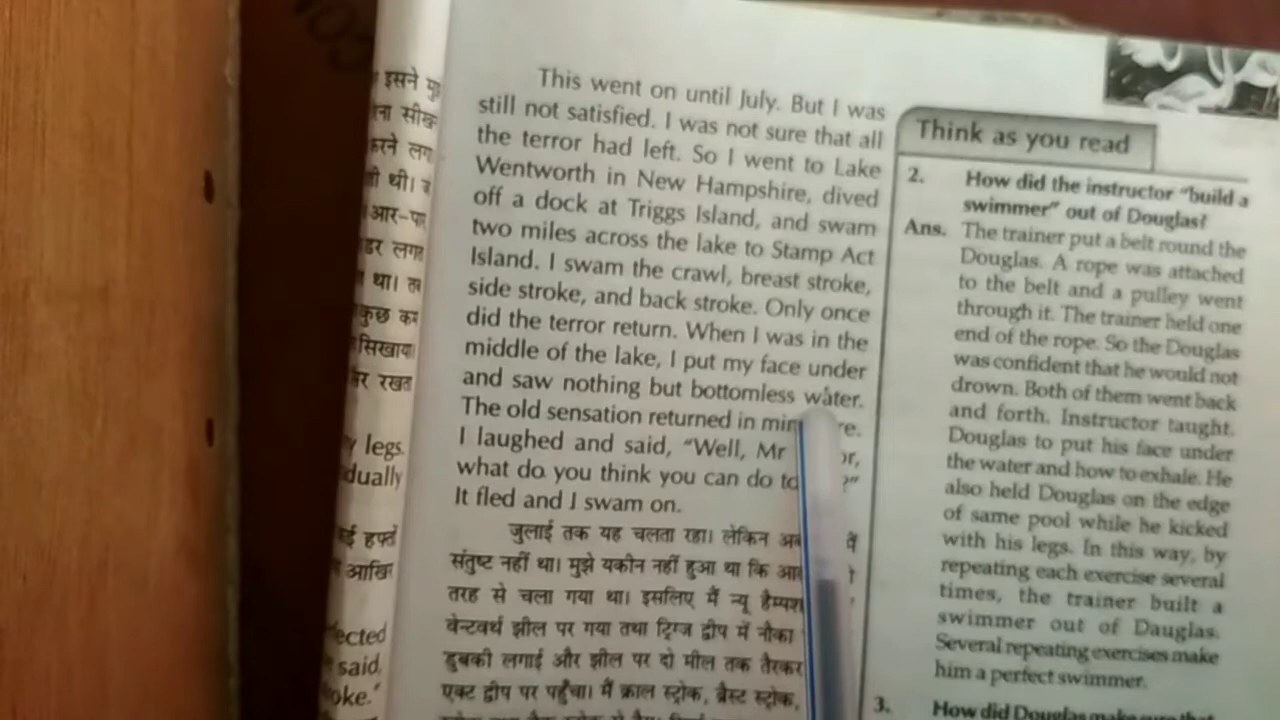 इसने
सीख
करने लग
थी।
आर-पार
डर लगत
था।
कुछ कम
सिखाया
रखत
legs.
हफ्तों
said,
This went on until July. But I was
still not satisfied. I was not sure that all
the terror had left. So I went to Lake
Wentworth in New Hampshire, dived
off a dock at Triggs Island, and swam
two miles across the lake to Stamp Act
Island. I swam the crawl, breast stroke,
side stroke, and back stroke. Only once
did the terror return. When I was in the
middle of the lake, I put my face under
and saw nothing but bottomless water.
The old sensation returned in
I laughed and said, “Well, Mr
what do you think you can do
It fled and I swam on.
जुलाई तक यह चलता रहा। लेकिन
संतुष्ट नहीं था। मुझे यकीन नहीं हुआ था कि
तरह से चला गया था। इसलिए मैं न्यू
वेन्टवर्थ झील पर गया तथा ट्रिग्ज द्वीप में नौका
डुबकी लगाई और झील पर दो मील तक तैरकर
एक्ट द्वीप पर पहुँचा। मैं क्राल स्ट्रोक, ब्रैस्ट स्ट्रोक,
Think as you read
2. How did the instructor “build a
swimmer” out of Douglas?
Ans. The trainer put a belt round the
Douglas. A rope was attached
to the belt and a pulley went
through it. The trainer held one
end of the rope. So the Douglas
was confident that he would not
drown. Both of them went back
and forth. Instructor taught.
Douglas to put his face under
the water and how to exhale. He
also held Douglas on the edge
of same pool while he kicked
with his legs. In this way, by
repeating each exercise several
times, the trainer built a
swimmer out of Dauglas.
Several repeating exercises make
him a perfect swimmer.
3. How did Douglas make sure that